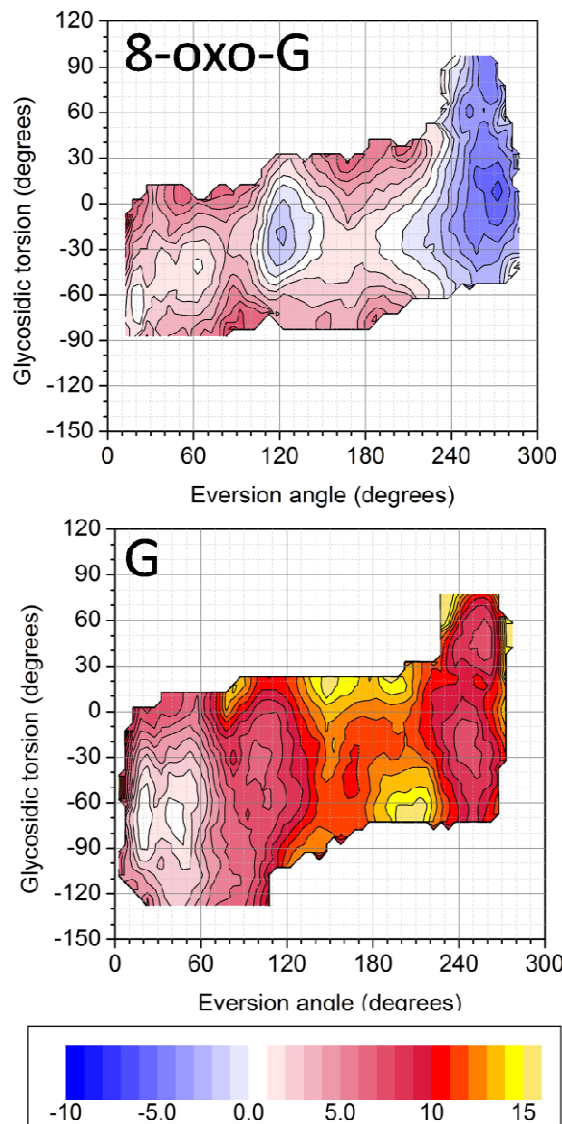 8-oxo-G
120
90
60
30
0
-30
-60
-90
-120
-150
Glycosidic torsion (degrees)
0 60 120 180 240 300
Eversion angle (degrees)
G
120
90
60
30
0
-30
-60
-90
-120
-150
Glycosidic torsion (degrees)
0 60 120 180 240 300
Eversion angle (degrees)
-10 -5.0 0.0 5.0 10 15